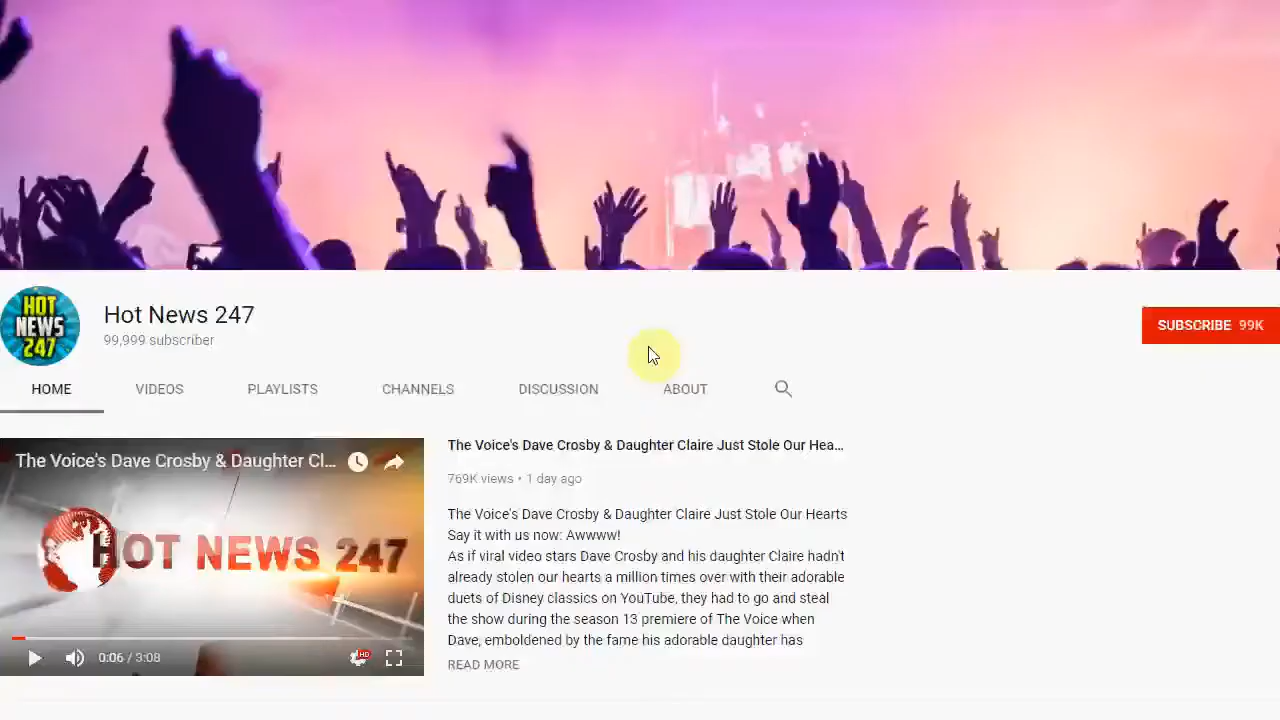 HOT
NEWS
247
Hot News 247
99,999 subscriber
SUBSCRIBE 99K
HOME VIDEOS PLAYLISTS CHANNELS DISCUSSION ABOUT
The Voice's Dave Crosby & Daughter Cl...
HOT NEWS 247
0:06 / 3:08
HD
The Voice's Dave Crosby & Daughter Claire Just Stole Our Hea...
769K views • 1 day ago
The Voice's Dave Crosby & Daughter Claire Just Stole Our Hearts
Say it with us now: Awwww!
As if viral video stars Dave Crosby and his daughter Claire hadn't
already stolen our hearts a million times over with their adorable
duets of Disney classics on YouTube, they had to go and steal
the show during the season 13 premiere of The Voice when
Dave, emboldened by the fame his adorable daughter has
READ MORE